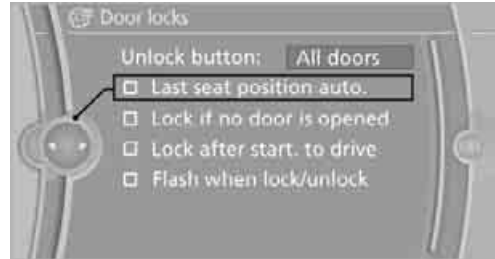 Door locks
Unlock button: All doors
Last seat position auto.
Lock if no door is opened
Lock after start. to drive
Flash when lock/unlock